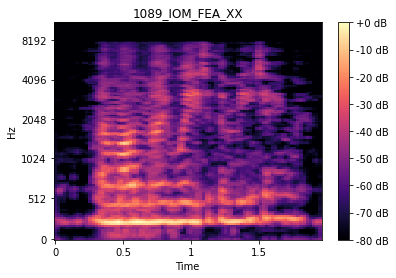 1089_IOM_FEA_XX
+0 dB
8192
-10 dB
4096
-20 dB
-30 dB
2048
Hz
-40 dB
1024
-50 dB
512
-60 dB
-70 dB
0
-80 dB
0
0.5
1
1.5
Time